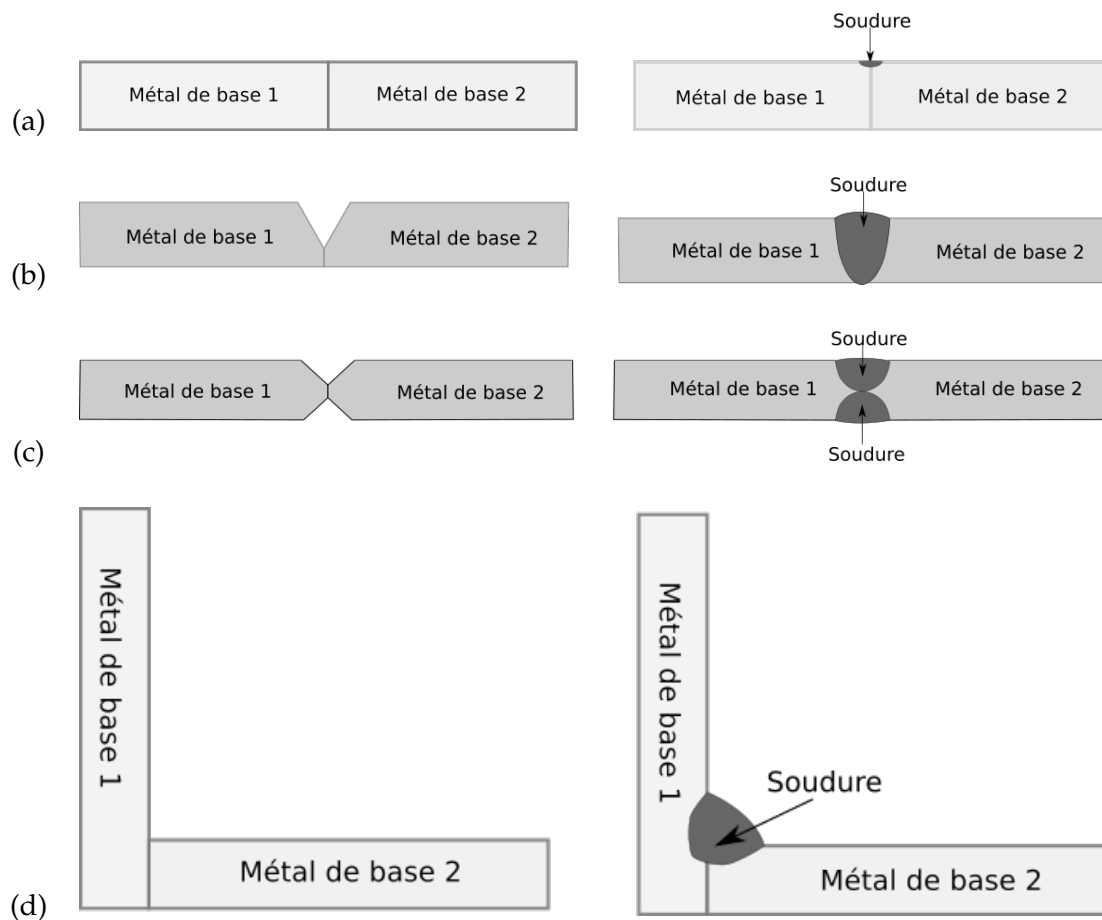 Soudure
Métal de base 1 Métal de base 2 Métal de base 1 Métal de base 2
(a)
Soudure
Métal de base 1 Métal de base 2 Métal de base 1 Métal de base 2
(b)
Soudure
Métal de base 1 Métal de base 2 Métal de base 1 Métal de base 2
(c)
Soudure
Métal de base 1
Métal de base 1
Soudure
Métal de base 2
Métal de base 2
(d)